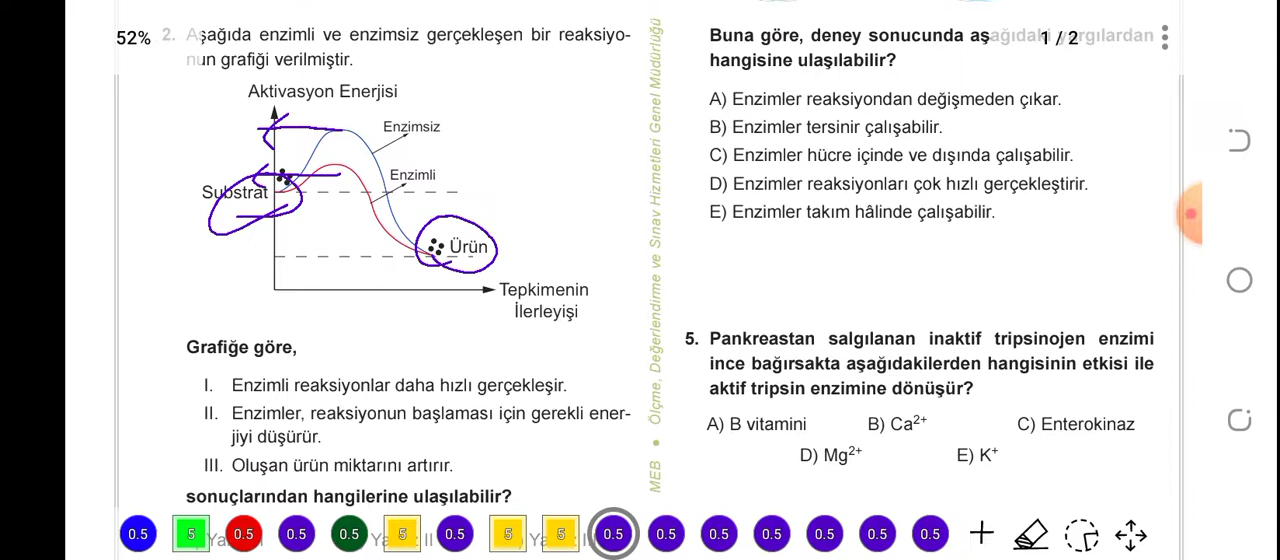 52%
2. Aşağıda enzimli ve enzimsiz gerçekleşen bir reaksiyo-
nun grafiği verilmiştir.
Aktivasyon Enerjisi
Enzimsiz
Enzimli
Substrat
Ürün
Tepkimenin
İlerleyişi
Grafiğe göre,
I. Enzimli reaksiyonlar daha hızlı gerçekleşir.
II. Enzimler, reaksiyonun başlaması için gerekli ener-
jiyi düşürür.
III. Oluşan ürün miktarını artırır.
sonuçlarından hangilerine ulaşılabilir?
MEB • Ölçme, Değerlendirme ve Sınav Hizmetleri Genel Müdürlüğü
Buna göre, deney sonucunda aşağıdaki yargılardan
1 / 2
hangisine ulaşılabilir?
A) Enzimler reaksiyondan değişmeden çıkar.
B) Enzimler tersinir çalışabilir.
C) Enzimler hücre içinde ve dışında çalışabilir.
D) Enzimler reaksiyonları çok hızlı gerçekleştirir.
E) Enzimler takım hâlinde çalışabilir.
5. Pankreastan salgılanan inaktif tripsinojen enzimi
ince bağırsakta aşağıdakilerden hangisinin etkisi ile
aktif tripsin enzimine dönüşür?
A) B vitamini B) Ca²⁺ C) Enterokinaz
D) Mg²⁺ E) K⁺
0.5 5 0.5 0.5 0.5 5 0.5 5 5 0.5 0.5 0.5 0.5 0.5 0.5 0.5